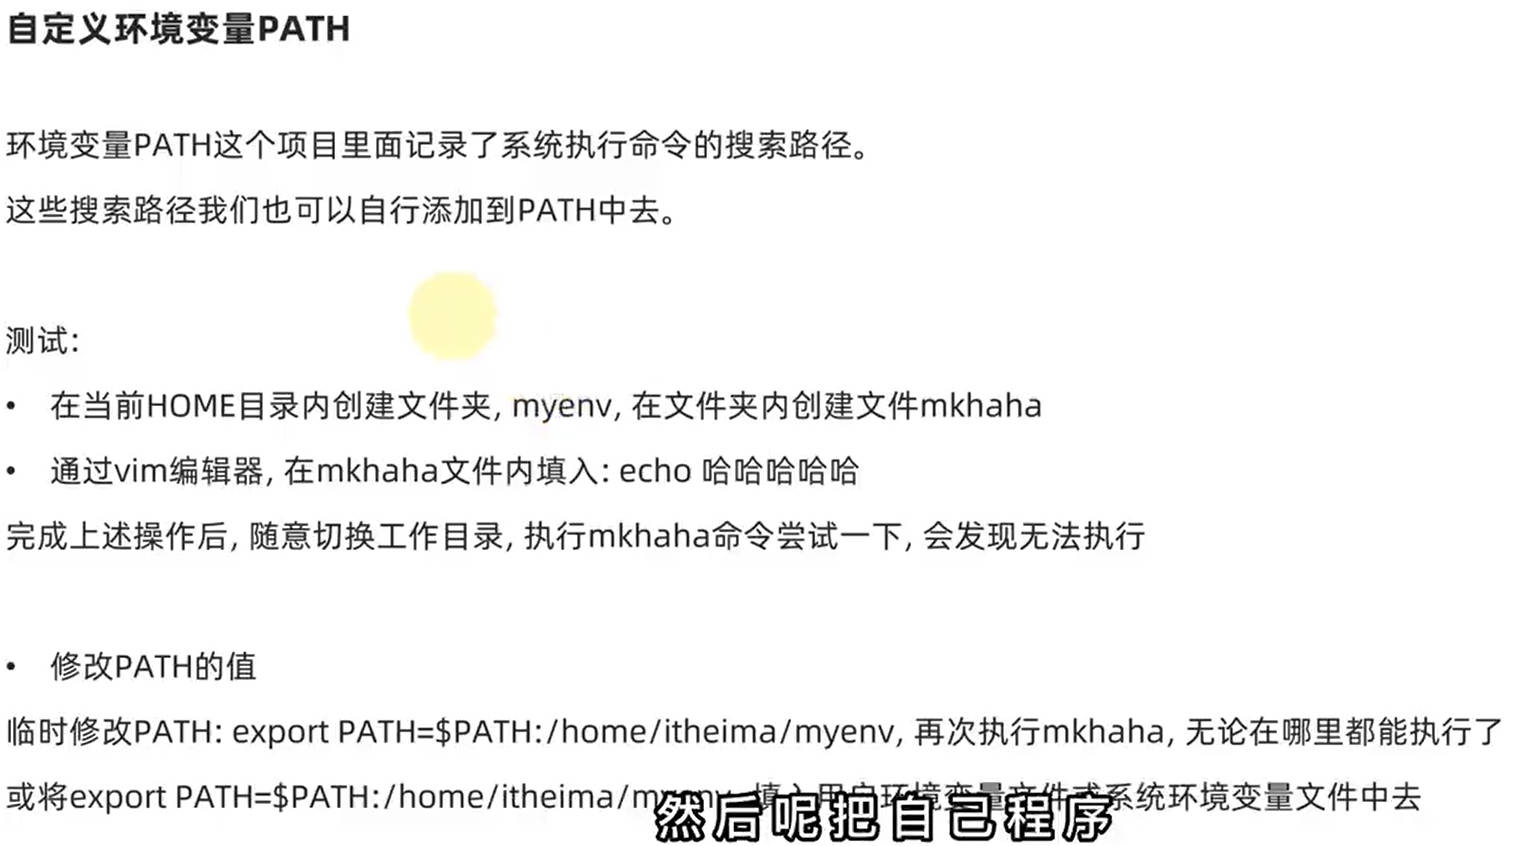 自定义环境变量PATH
环境变量PATH这个项目里面记录了系统执行命令的搜索路径。
这些搜索路径我们也可以自行添加到PATH中去。
测试:
• 在当前HOME目录内创建文件夹, myenv, 在文件夹内创建文件mkhaha
• 通过vim编辑器, 在mkhaha文件内填入: echo 哈哈哈哈哈
完成上述操作后, 随意切换工作目录, 执行mkhaha命令尝试一下, 会发现无法执行
• 修改PATH的值
临时修改PATH: export PATH=$PATH:/home/itheima/myenv, 再次执行mkhaha, 无论在哪里都能执行了
或将export PATH=$PATH:/home/itheima/myenv, 填入用户环境变量文件或系统环境变量文件中去
然后呢把自己程序